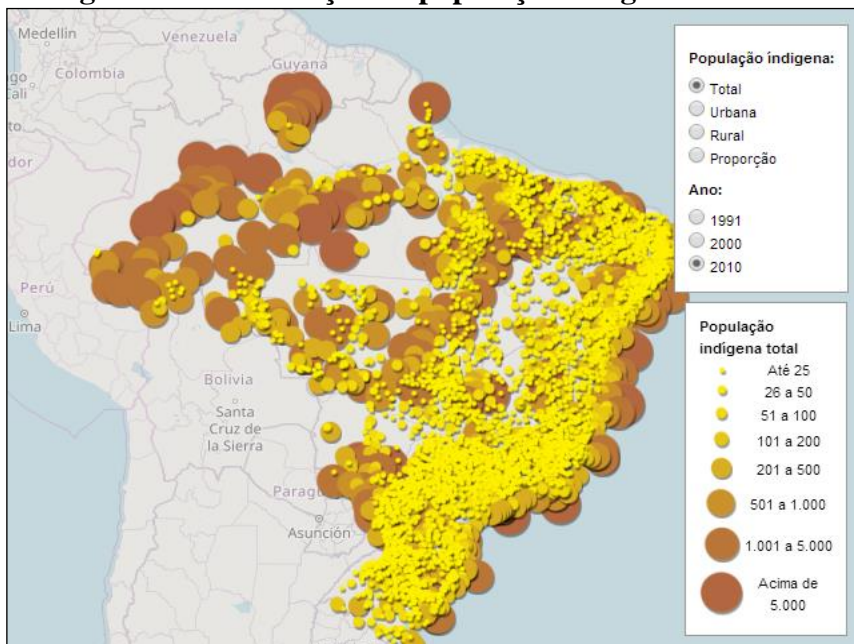 Medellín
Venezuela
Guyana
Colombia
Cali
Perú
Lima
Bolivia
Santa
Cruz de
la Sierra
Asunción
População índigena:
Total
Urbana
Rural
Proporção
Ano:
1991
2000
2010
População
indígena total
Até 25
26 a 50
51 a 100
101 a 200
201 a 500
501 a 1.000
1.001 a 5.000
Acima de
5.000